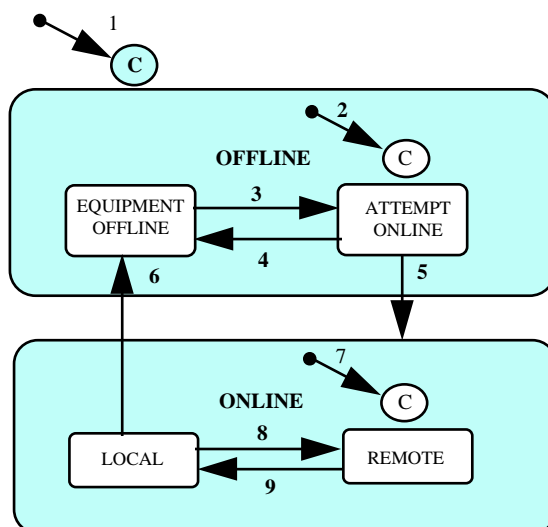 1
C
2
OFFLINE
C
EQUIPMENT
OFFLINE
3
ATTEMPT
ONLINE
4
6
5
7
ONLINE
C
LOCAL
8
REMOTE
9